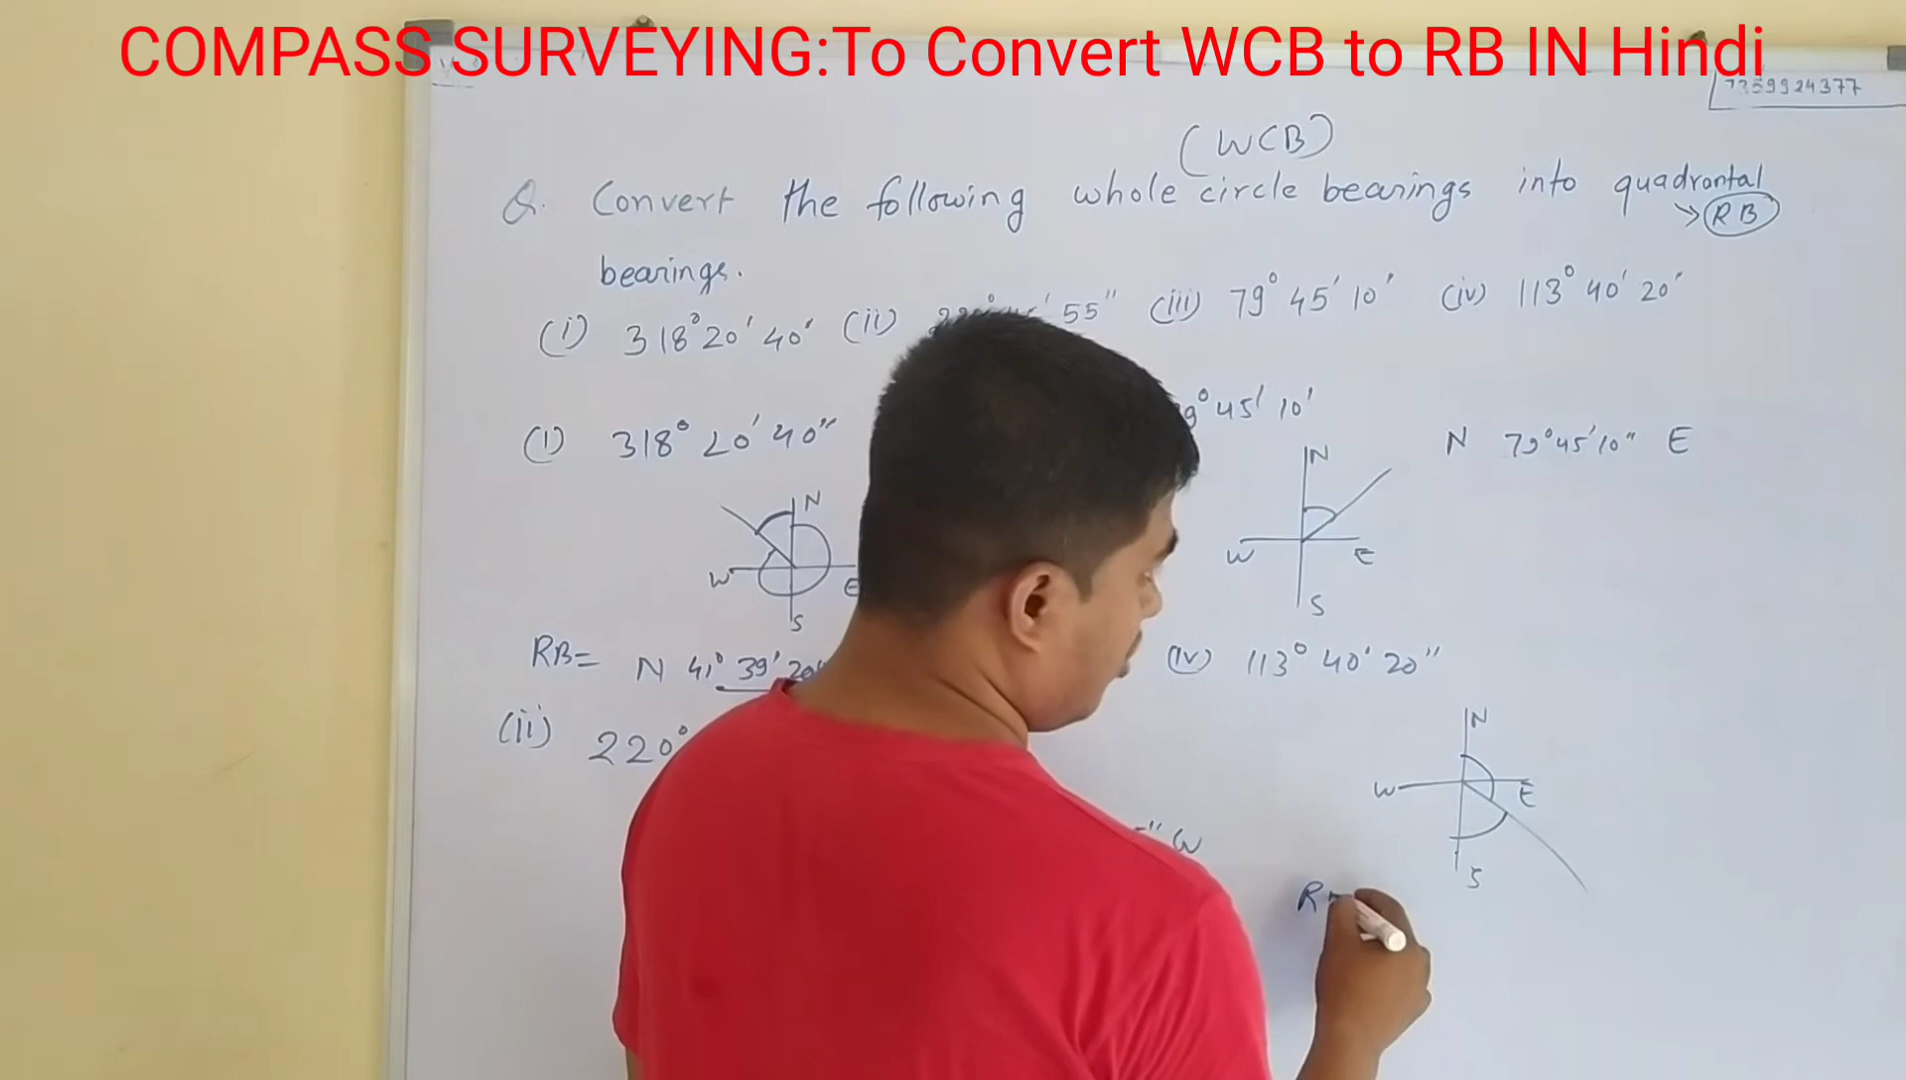 COMPASS SURVEYING:To Convert WCB to RB IN Hindi
7359924377
(WCB)
Q. Convert the following whole circle bearings into quadrantal
→ RB
bearings.
(i) 318° 20' 40" (ii) 55" (iii) 79° 45' 10' (iv) 113° 40' 20'
(i) 318° 20' 40"
9° 45' 10'
N 79° 45' 10" E
N
W E
S
N
W E
S
RB= N 41° 39' 20"
(iv) 113° 40' 20"
(ii) 220°
N
W E
S
" W
R